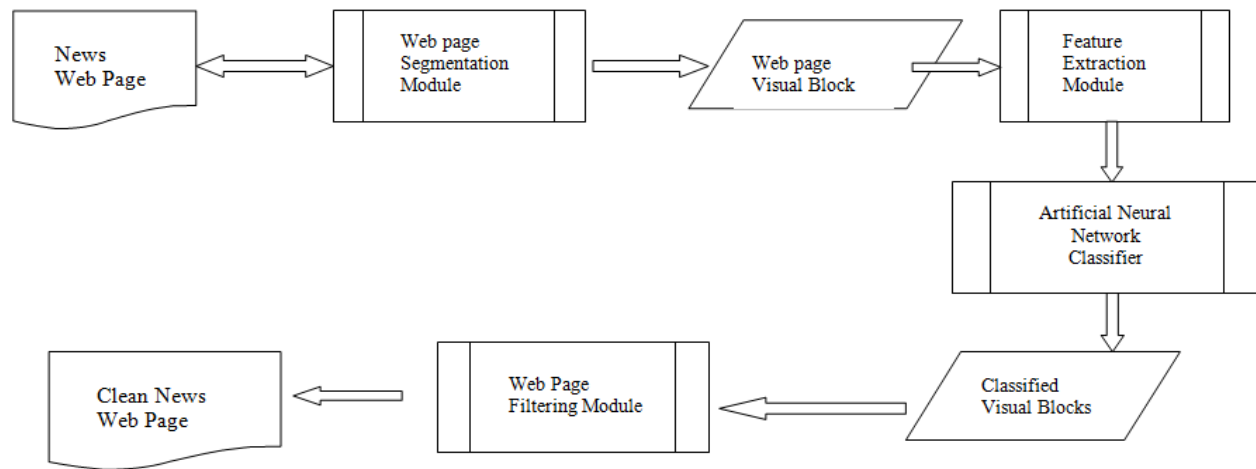 News
Web Page
Web page
Segmentation
Module
Web page
Visual Block
Feature
Extraction
Module
Artificial Neural
Network
Classifier
Classified
Visual Blocks
Web Page
Filtering Module
Clean News
Web Page